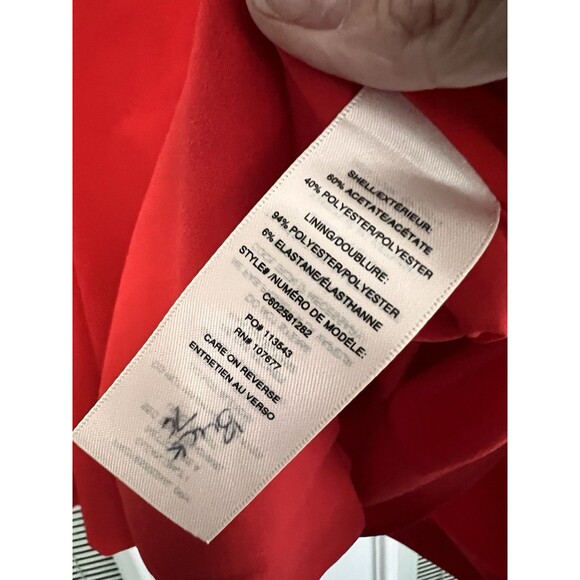 SHELL/EXTÉRIEUR:
60% ACETATE/ACÉTATE
40% POLYESTER/POLYESTER
LINING/DOUBLURE:
94% POLYESTER/POLYESTER
6% ELASTANE/ÉLASTHANNE
STYLE# /NUMÉRO DE MODÈLE:
C602581262
PO# 113543
RN# 107677
CARE ON REVERSE
ENTRETIEN AU VERSO